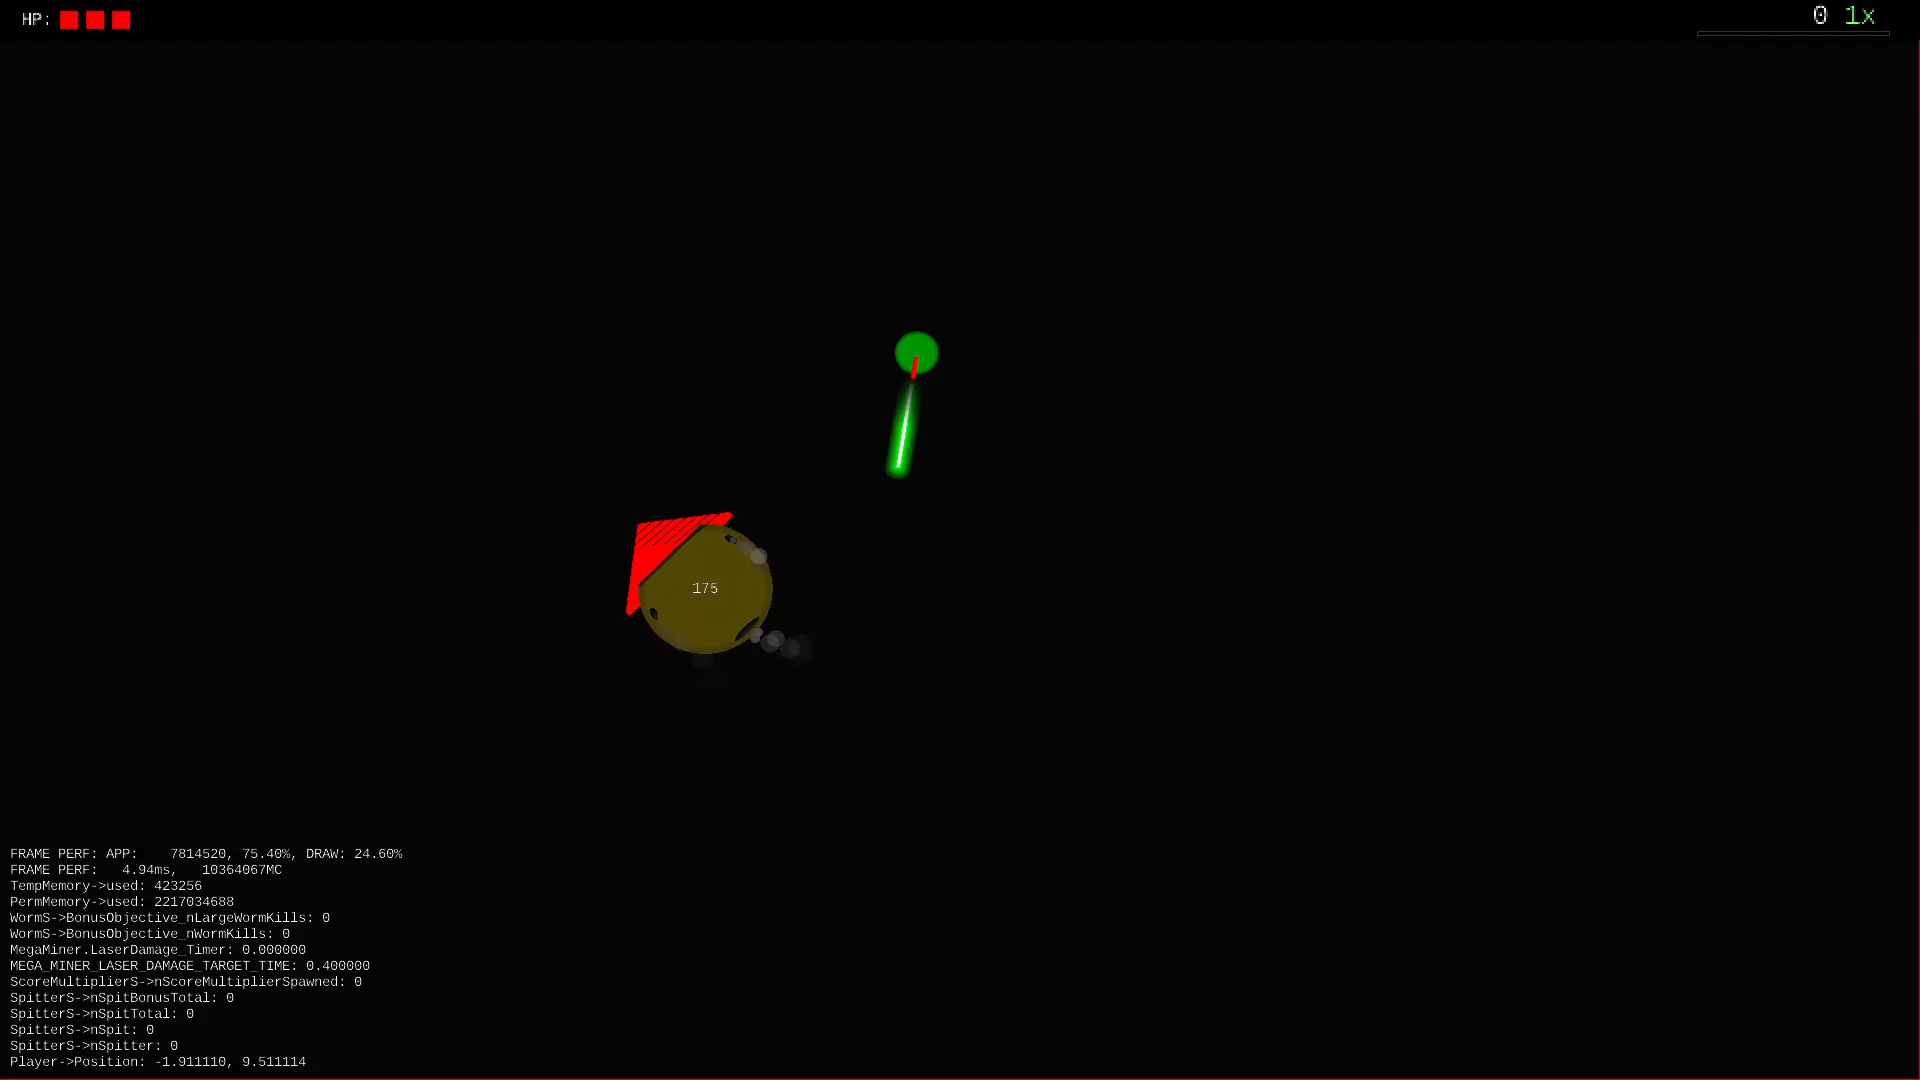 HP:
0 1x
175
FRAME PERF: APP:    7814520, 75.40%, DRAW: 24.60%
FRAME PERF:   4.94ms,   10364067MC
TempMemory->used: 423256
PermMemory->used: 2217034688
WormS->BonusObjective_nLargeWormKills: 0
WormS->BonusObjective_nWormKills: 0
MegaMiner.LaserDamage_Timer: 0.000000
MEGA_MINER_LASER_DAMAGE_TARGET_TIME: 0.400000
ScoreMultiplierS->nScoreMultiplierSpawned: 0
SpitterS->nSpitBonusTotal: 0
SpitterS->nSpitTotal: 0
SpitterS->nSpit: 0
SpitterS->nSpitter: 0
Player->Position: -1.911110, 9.511114